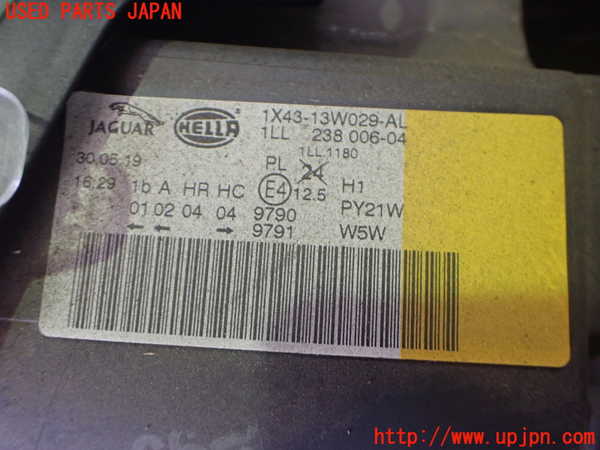 USED PARTS JAPAN
JAGUAR HELLA 1X43-13W029-AL
1LL 238 006-04
1LL 1180
30.05.19 PL 24
16:29 1b A HR HC E4 12.5 H1
01 02 04 04 9790 PY21W
← ← → 9791 W5W
UPJ - http://www.upjpn.com/